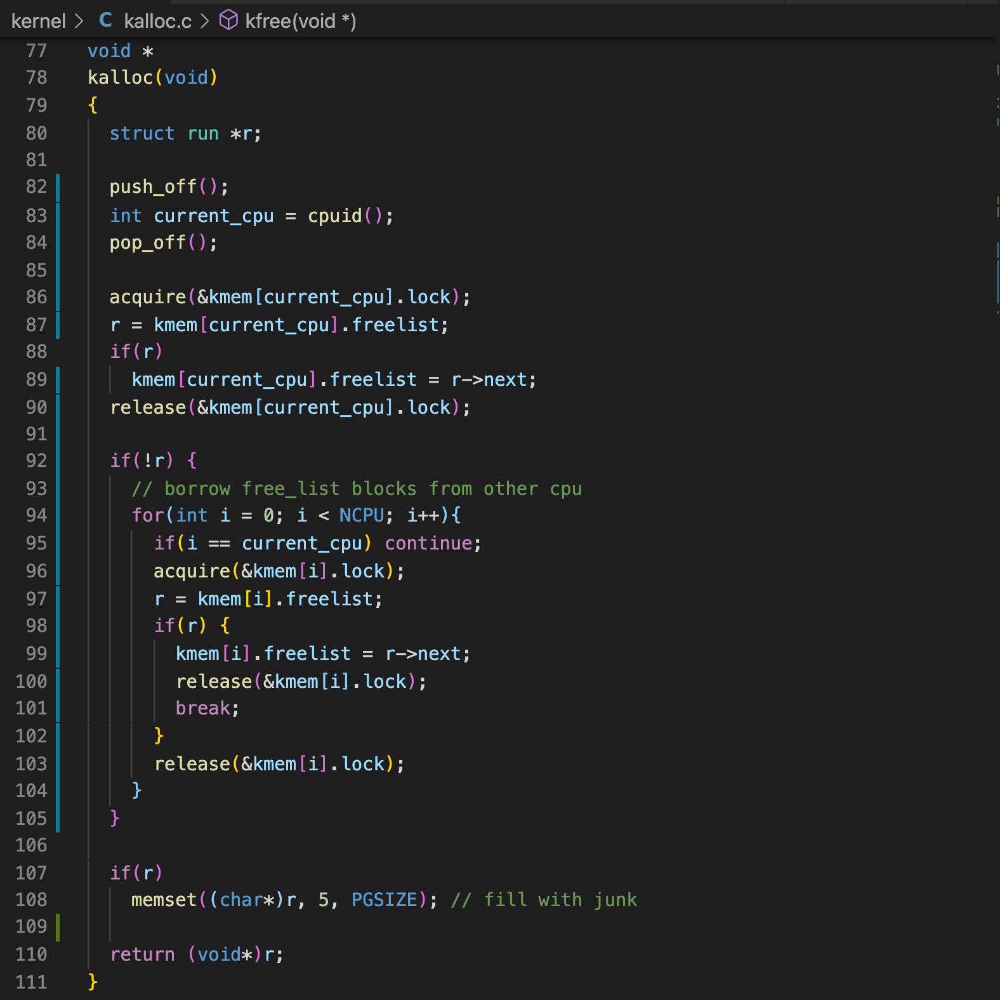 kernel > C kalloc.c > kfree(void *)
77 void *
78 kalloc(void)
79 {
80   struct run *r;
81
82   push_off();
83   int current_cpu = cpuid();
84   pop_off();
85
86   acquire(&kmem[current_cpu].lock);
87   r = kmem[current_cpu].freelist;
88   if(r)
89     kmem[current_cpu].freelist = r->next;
90   release(&kmem[current_cpu].lock);
91
92   if(!r) {
93     // borrow free_list blocks from other cpu
94     for(int i = 0; i < NCPU; i++){
95       if(i == current_cpu) continue;
96       acquire(&kmem[i].lock);
97       r = kmem[i].freelist;
98       if(r) {
99         kmem[i].freelist = r->next;
100         release(&kmem[i].lock);
101         break;
102       }
103       release(&kmem[i].lock);
104     }
105   }
106
107   if(r)
108     memset((char*)r, 5, PGSIZE); // fill with junk
109
110   return (void*)r;
111 }